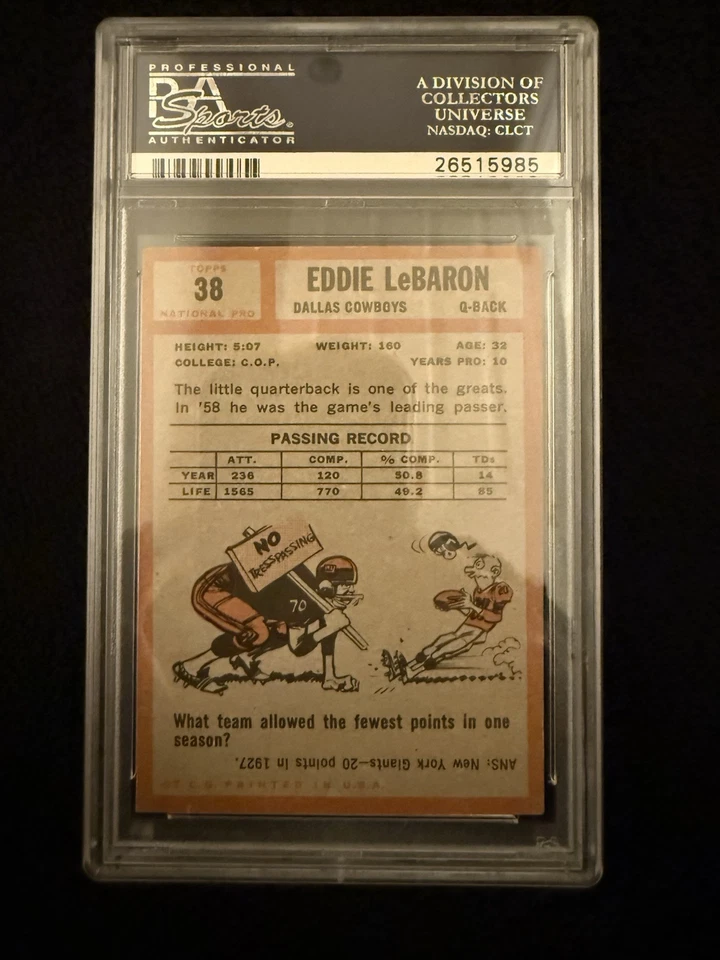 PROFESSIONAL
PSA
Sports
AUTHENTICATOR
A DIVISION OF
COLLECTORS
UNIVERSE
NASDAQ: CLCT
26515985
TOPPS
38
NATIONAL PRO
EDDIE LeBARON
DALLAS COWBOYS Q-BACK
HEIGHT: 5:07 WEIGHT: 160 AGE: 32
COLLEGE: C.O.P. YEARS PRO: 10
The little quarterback is one of the greats.
In '58 he was the game's leading passer.
PASSING RECORD
ATT. COMP. % COMP. TDs
YEAR 236 120 50.8 14
LIFE 1565 770 49.2 85
NO
TRESSPASSING
70
What team allowed the fewest points in one
season?
ANS: New York Giants—20 points in 1927.
©T.C.G. PRINTED IN U.S.A.